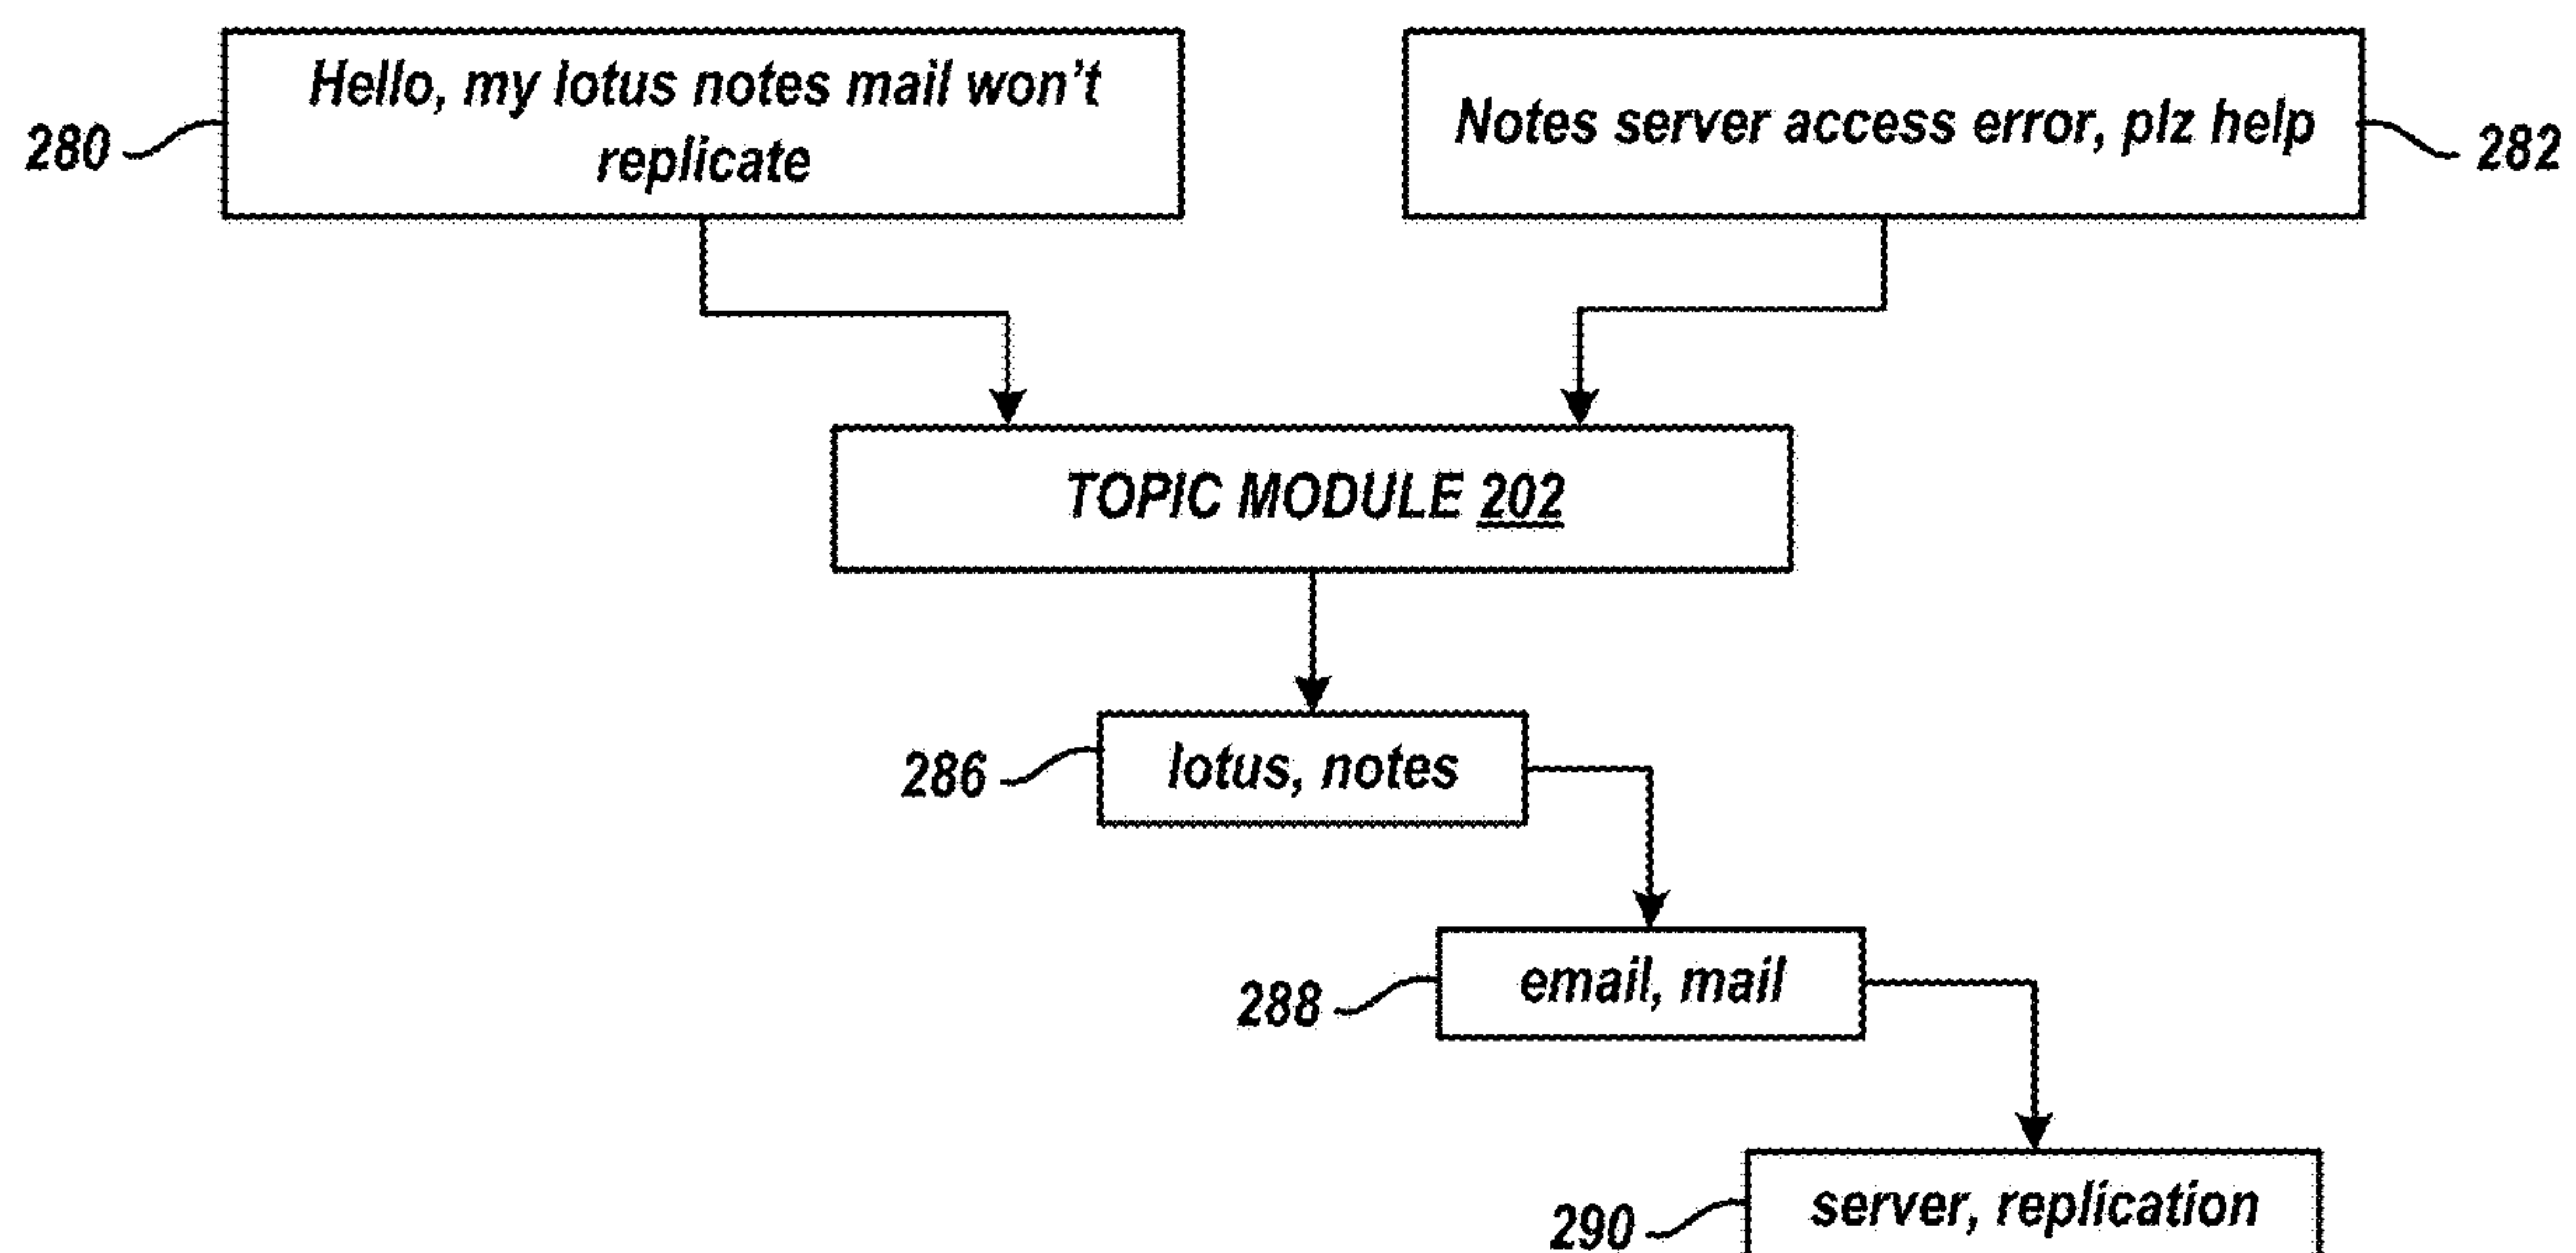 Hello, my lotus notes mail won't
replicate
280
Notes server access error, plz help
282
TOPIC MODULE 202
286
lotus, notes
288
email, mail
290
server, replication